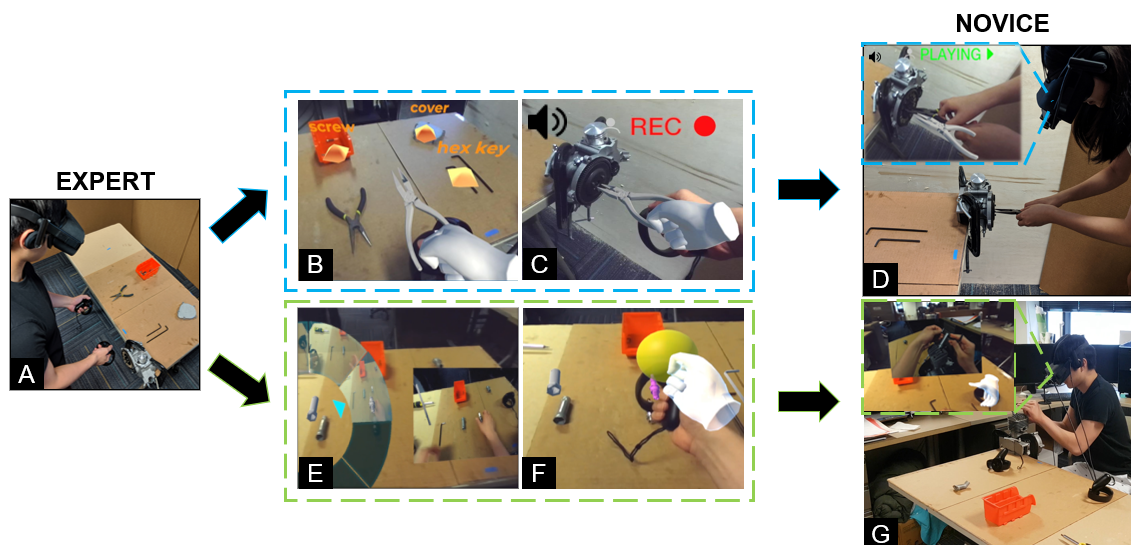 NOVICE
EXPERT
A
screw
cover
hex key
B
REC
C
PLAYING
D
E
F
G